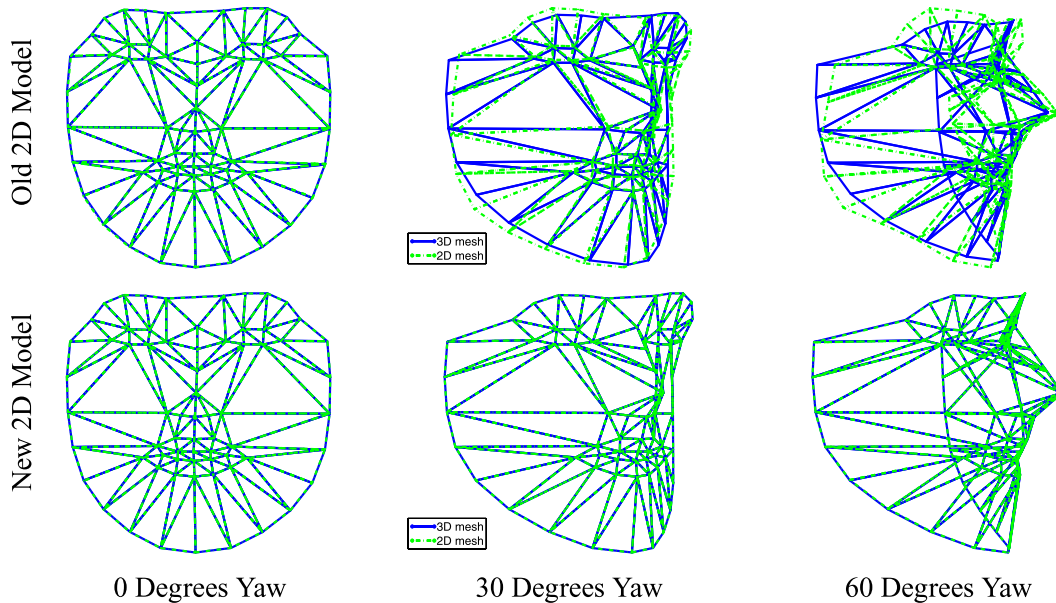 Old 2D Model
3D mesh
2D mesh
New 2D Model
3D mesh
2D mesh
0 Degrees Yaw
30 Degrees Yaw
60 Degrees Yaw